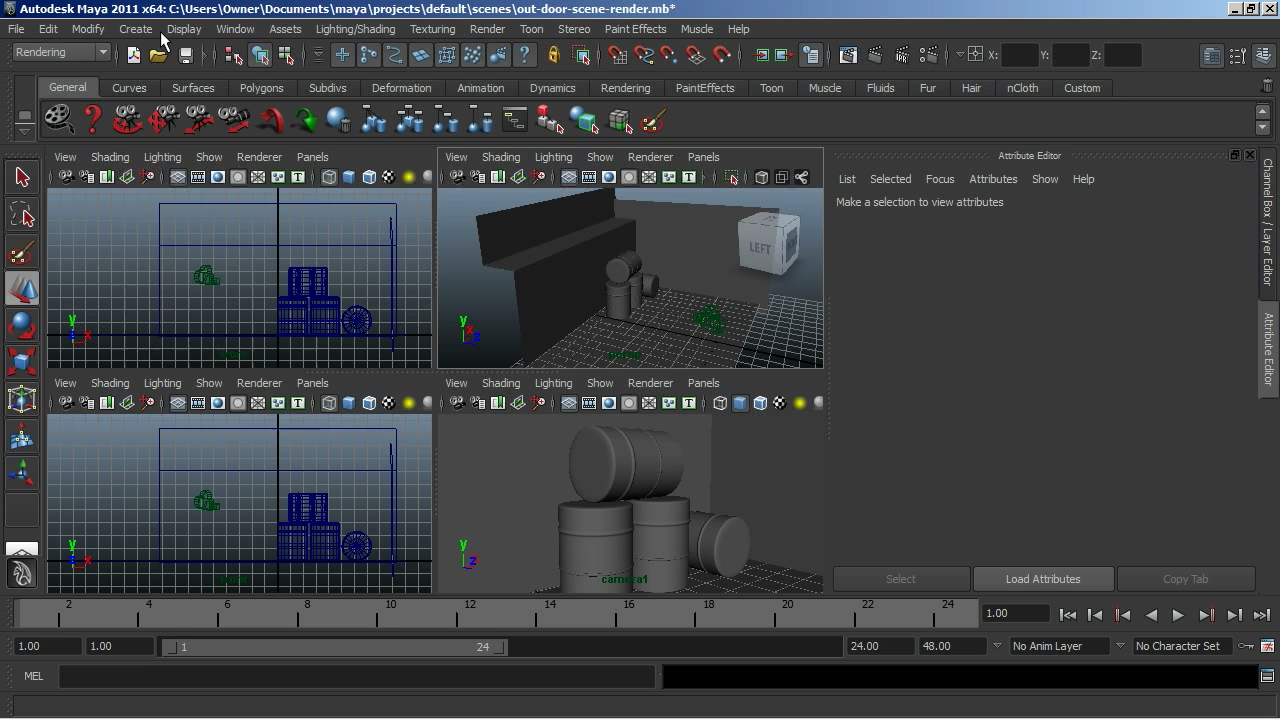 Autodesk Maya 2011 x64: C:\Users\Owner\Documents\maya\projects\default\scenes\out-door-scene-render.mb*
File Edit Modify Create Display Window Assets Lighting/Shading Texturing Render Toon Stereo Paint Effects Muscle Help
Rendering X: Y: Z:
General Curves Surfaces Polygons Subdivs Deformation Animation Dynamics Rendering PaintEffects Toon Muscle Fluids Fur Hair nCloth Custom
View Shading Lighting Show Renderer Panels
View Shading Lighting Show Renderer Panels
LEFT
y x
y x z
View Shading Lighting Show Renderer Panels
View Shading Lighting Show Renderer Panels
y x
y z
camera1
Attribute Editor
List Selected Focus Attributes Show Help
Make a selection to view attributes
Select Load Attributes Copy Tab
Channel Box / Layer Editor
Attribute Editor
2 4 6 8 10 12 14 16 18 20 22 24 1.00
1.00 1.00 1 24 24.00 48.00 No Anim Layer No Character Set
MEL